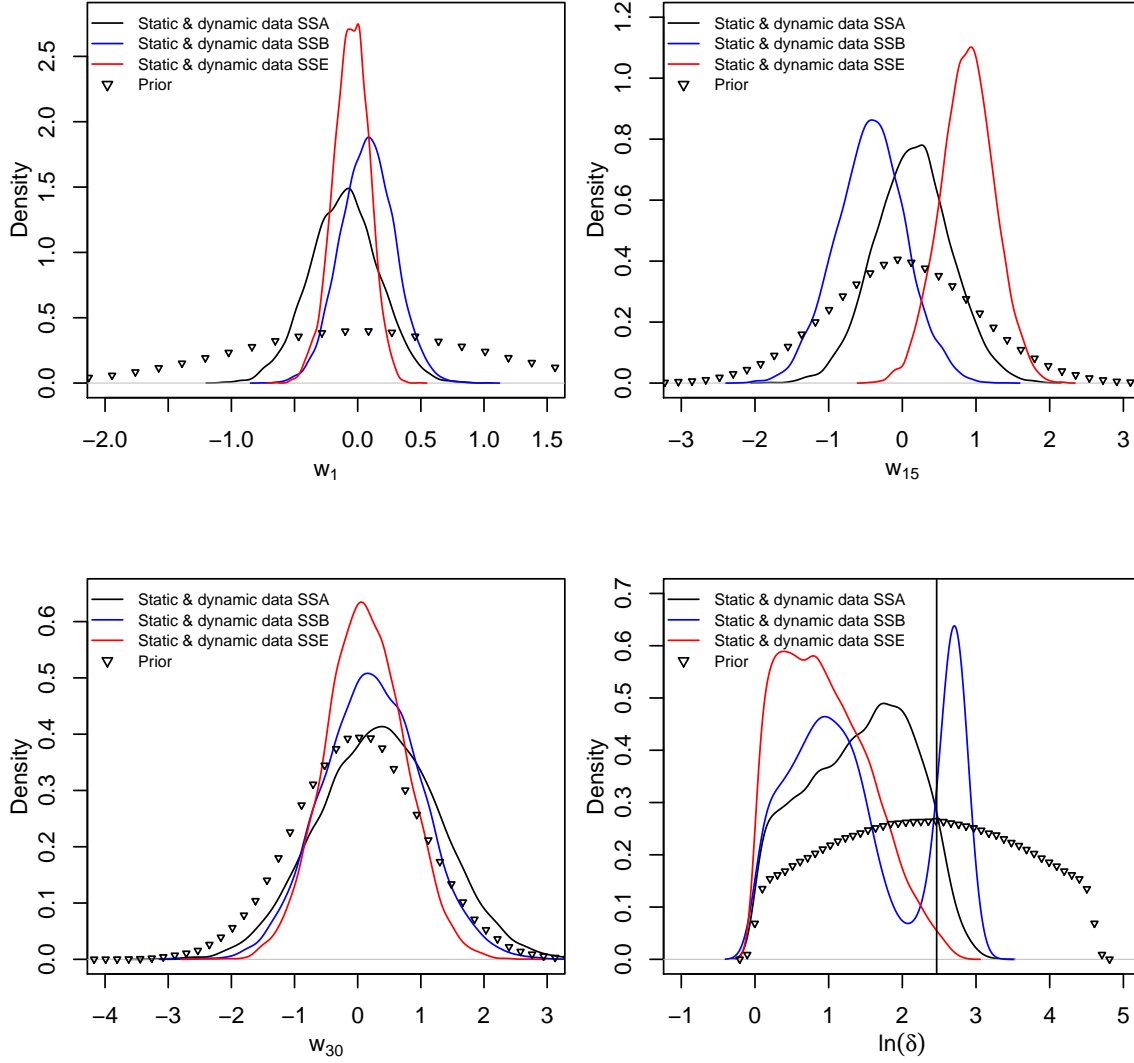 Static & dynamic data SSA
Static & dynamic data SSB
Static & dynamic data SSE
Prior
Density
0.0 0.5 1.0 1.5 2.0 2.5
−2.0 −1.0 0.0 0.5 1.0 1.5
w1
Static & dynamic data SSA
Static & dynamic data SSB
Static & dynamic data SSE
Prior
Density
0.0 0.2 0.4 0.6 0.8 1.0 1.2
−3 −2 −1 0 1 2 3
w15
Static & dynamic data SSA
Static & dynamic data SSB
Static & dynamic data SSE
Prior
Density
0.0 0.1 0.2 0.3 0.4 0.5 0.6
−4 −3 −2 −1 0 1 2 3
w30
Static & dynamic data SSA
Static & dynamic data SSB
Static & dynamic data SSE
Prior
Density
0.0 0.1 0.2 0.3 0.4 0.5 0.6 0.7
−1 0 1 2 3 4 5
ln(δ)